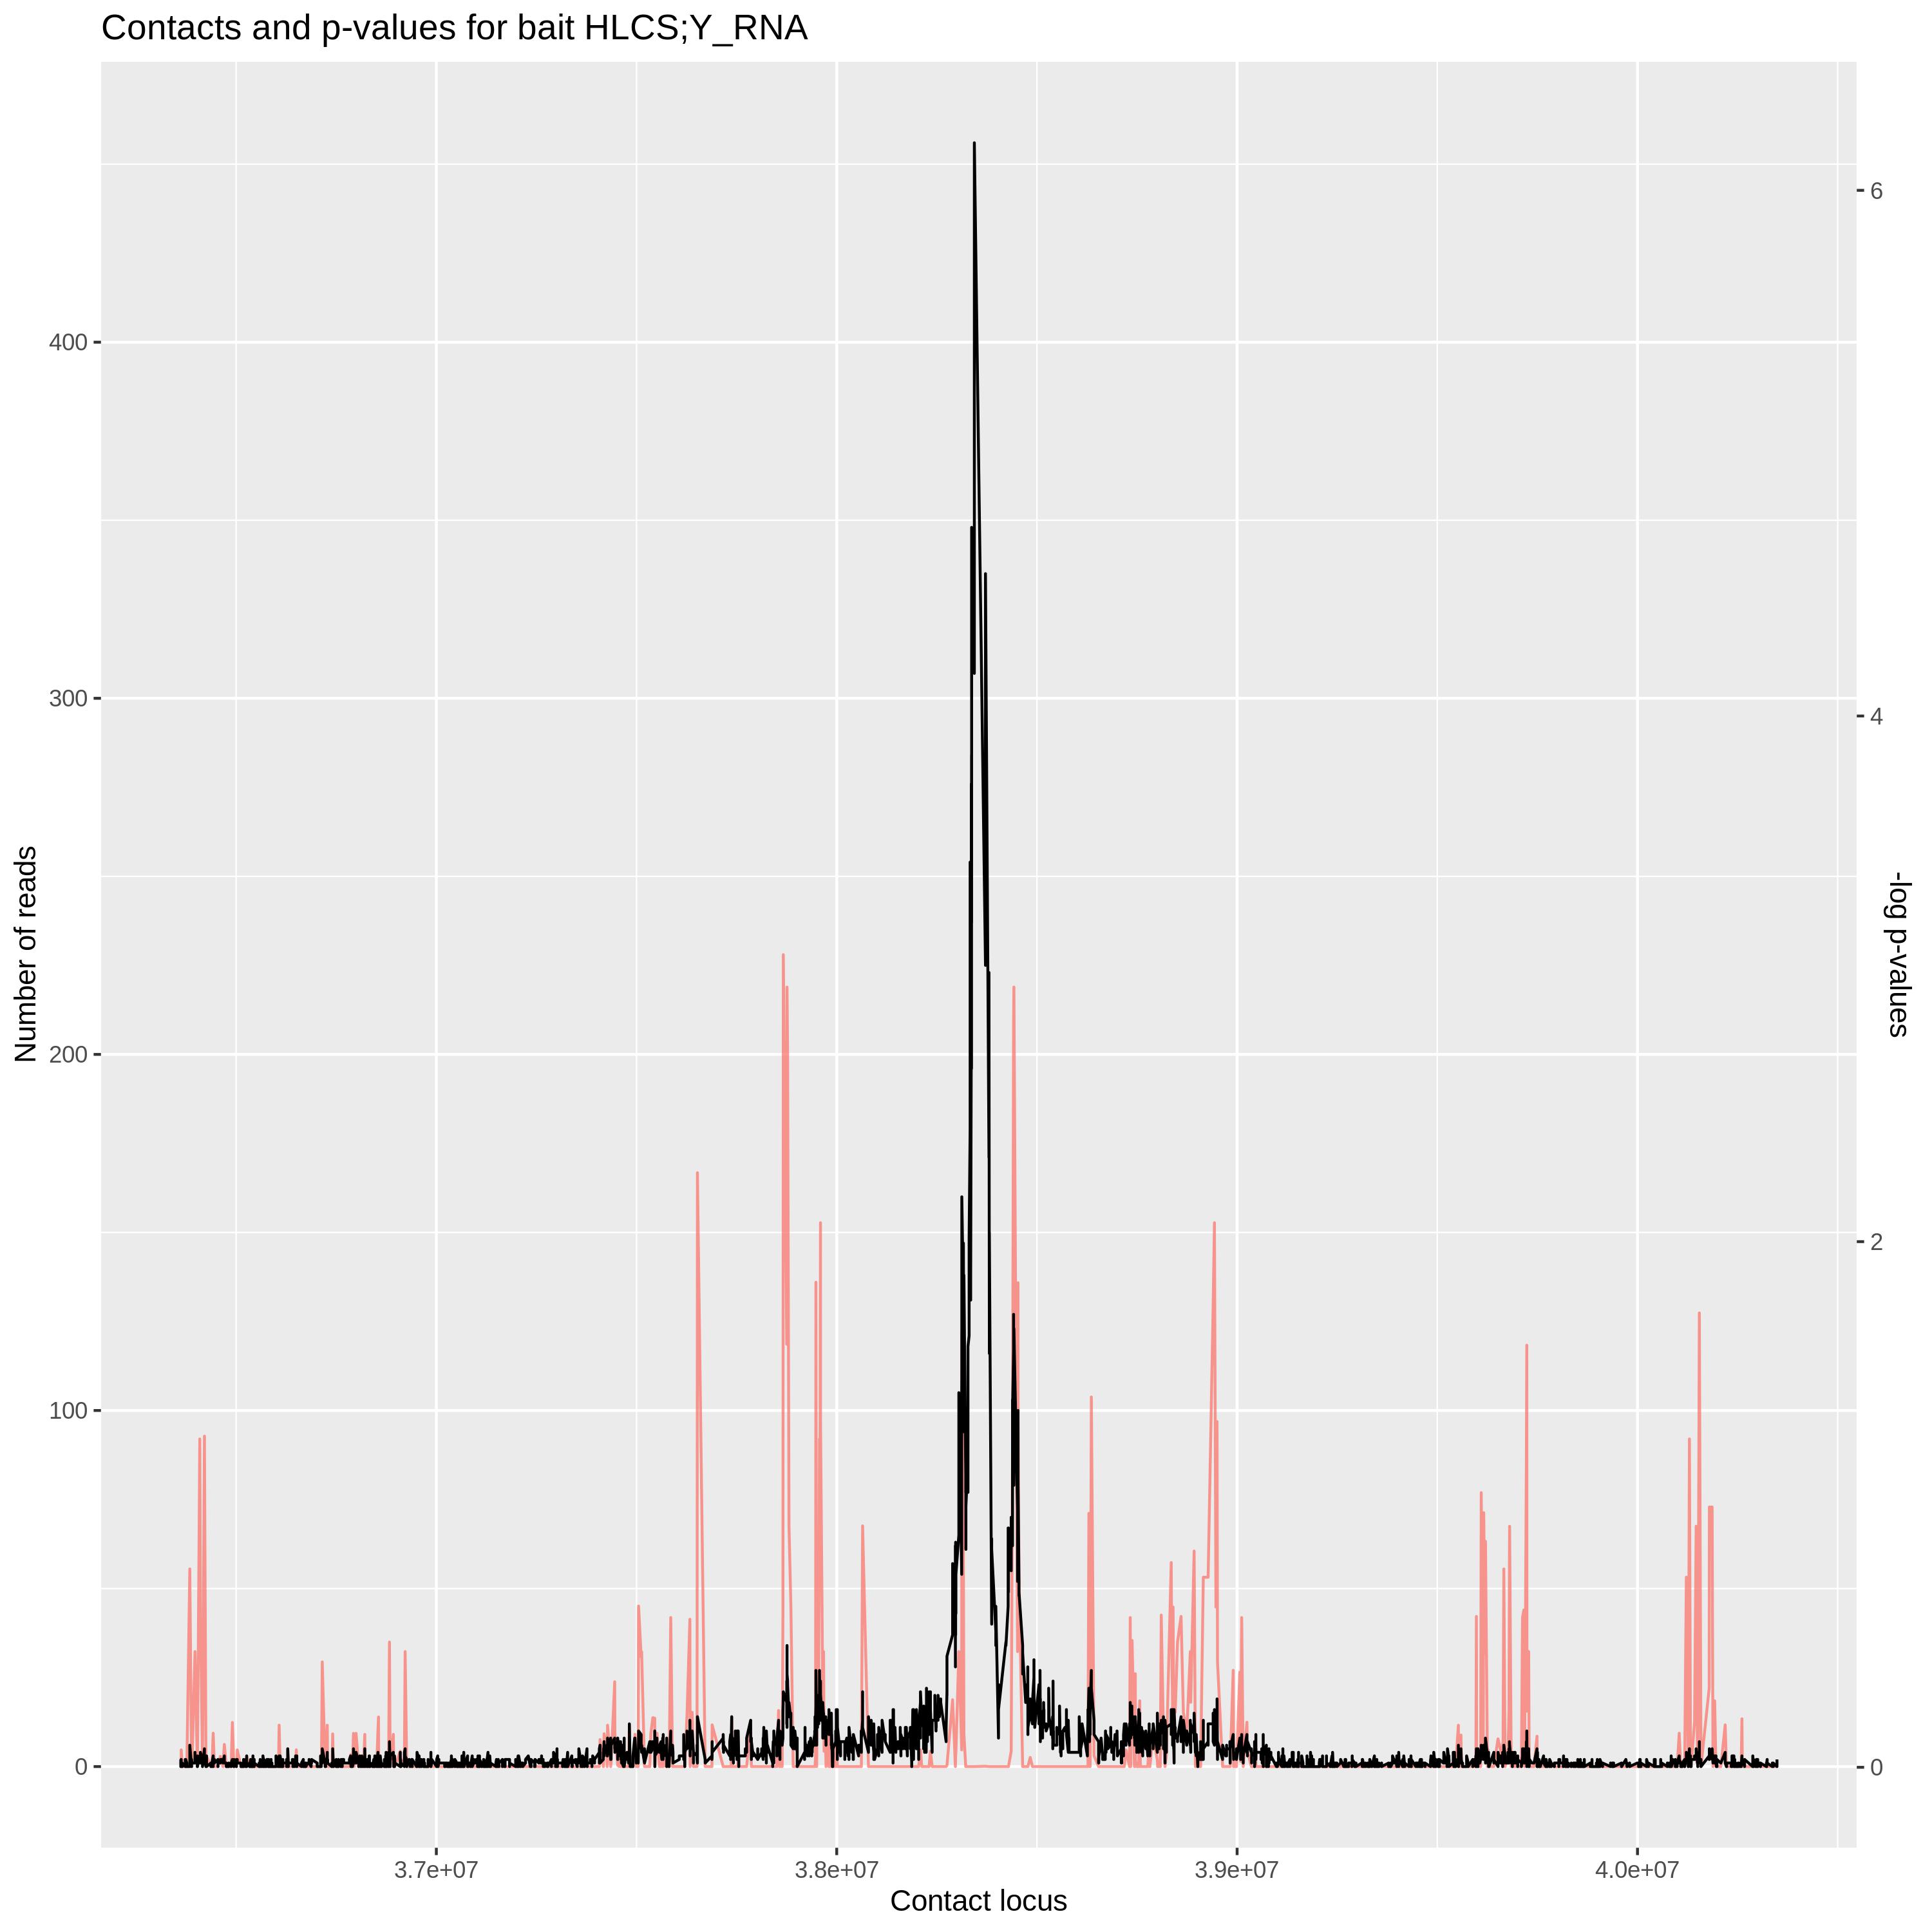 Contacts and p-values for bait HLCS;Y_RNA
Number of reads
400
300
200
100
0
6
4
2
0
-log p-values
3.7e+07
3.8e+07
3.9e+07
4.0e+07
Contact locus